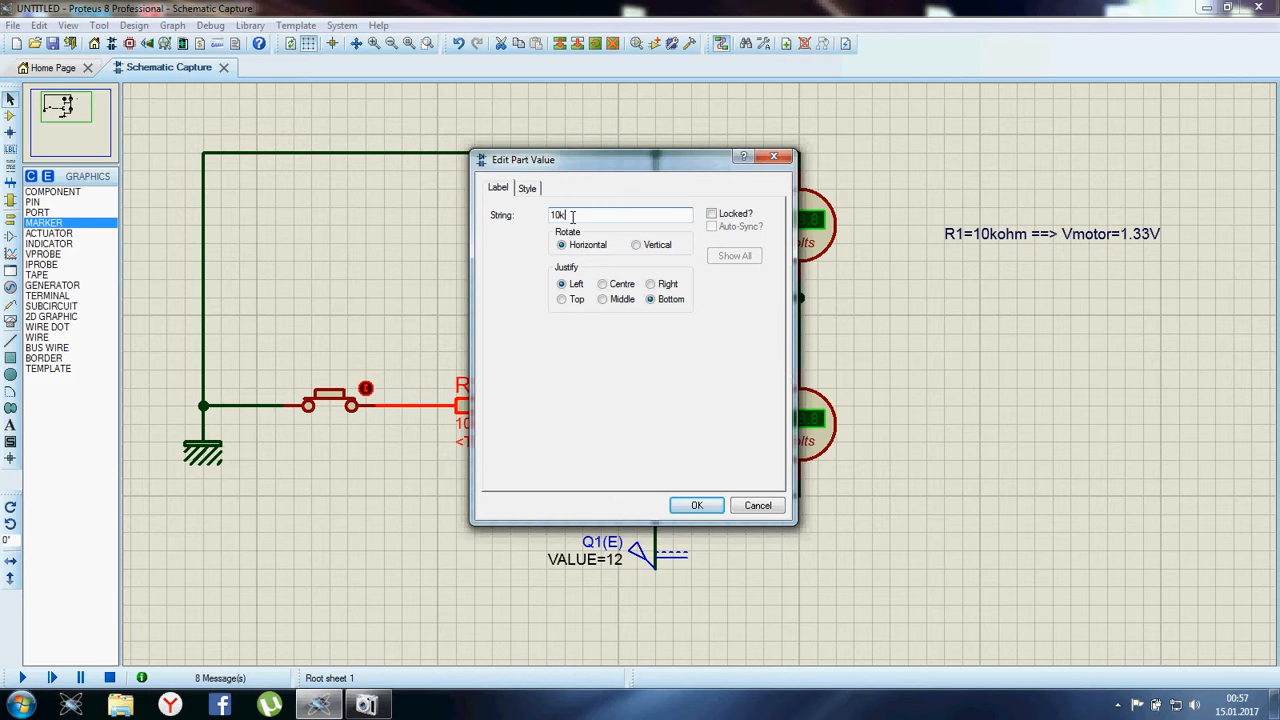 UNTITLED - Proteus 8 Professional - Schematic Capture
File Edit View Tool Design Graph Debug Library Template System Help
Home Page Schematic Capture
C E GRAPHICS
COMPONENT
PIN
PORT
MARKER
ACTUATOR
INDICATOR
VPROBE
IPROBE
TAPE
GENERATOR
TERMINAL
SUBCIRCUIT
2D GRAPHIC
WIRE DOT
WIRE
BUS WIRE
BORDER
TEMPLATE
LBL
A
S
0°
Edit Part Value
Label Style
String: 10k
Locked?
Auto-Sync?
Rotate
Horizontal Vertical
Show All
Justify
Left Centre Right
Top Middle Bottom
OK Cancel
R1=10kohm ==> Vmotor=1.33V
R
10
<T
Q1(E)
VALUE=12
8 Message(s) Root sheet 1
00:57
15.01.2017